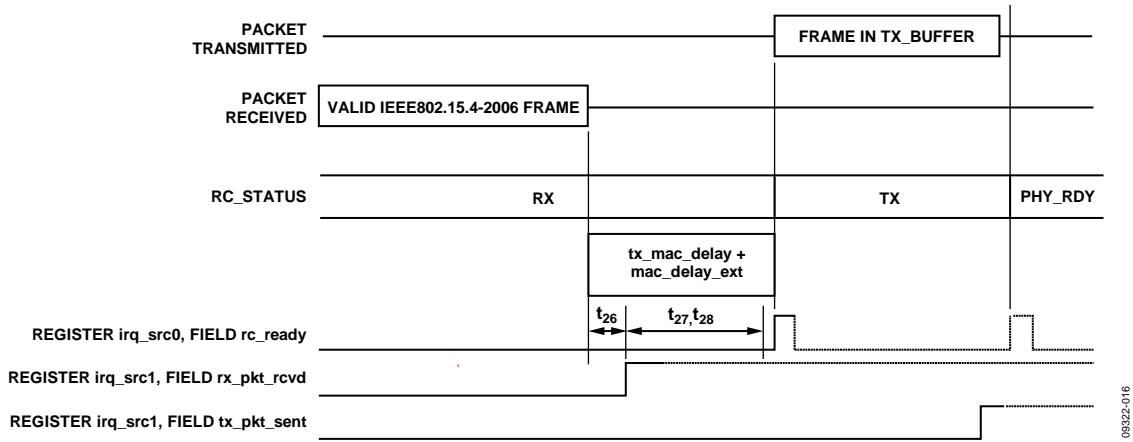 PACKET
TRANSMITTED
FRAME IN TX_BUFFER
PACKET
RECEIVED
VALID IEEE802.15.4-2006 FRAME
RC_STATUS
RX
TX
PHY_RDY
tx_mac_delay +
mac_delay_ext
t26
t27,t28
REGISTER irq_src0, FIELD rc_ready
REGISTER irq_src1, FIELD rx_pkt_rcvd
REGISTER irq_src1, FIELD tx_pkt_sent
09322-016